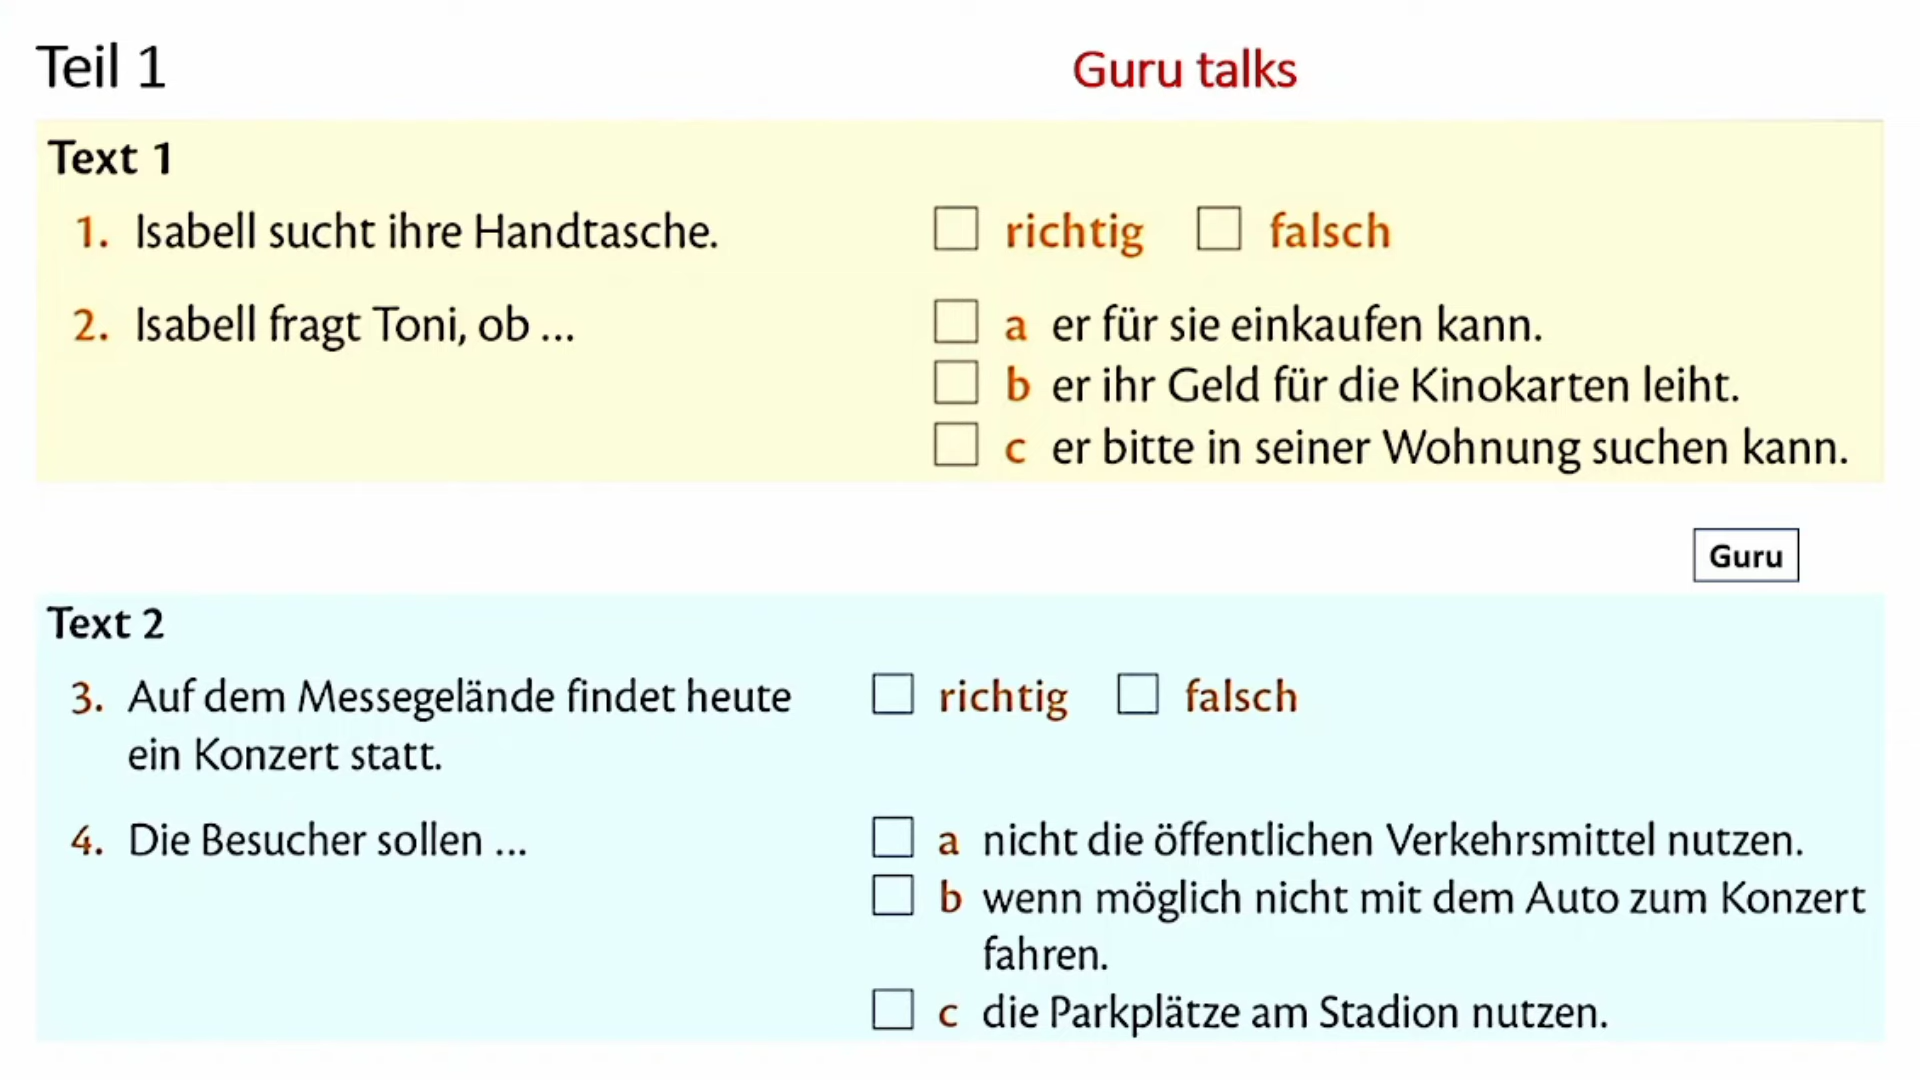 Teil 1
Guru talks
Text 1
1. Isabell sucht ihre Handtasche.
richtig falsch
2. Isabell fragt Toni, ob ...
a er für sie einkaufen kann.
b er ihr Geld für die Kinokarten leiht.
c er bitte in seiner Wohnung suchen kann.
Guru
Text 2
3. Auf dem Messegelände findet heute
ein Konzert statt.
richtig falsch
4. Die Besucher sollen ...
a nicht die öffentlichen Verkehrsmittel nutzen.
b wenn möglich nicht mit dem Auto zum Konzert
fahren.
c die Parkplätze am Stadion nutzen.